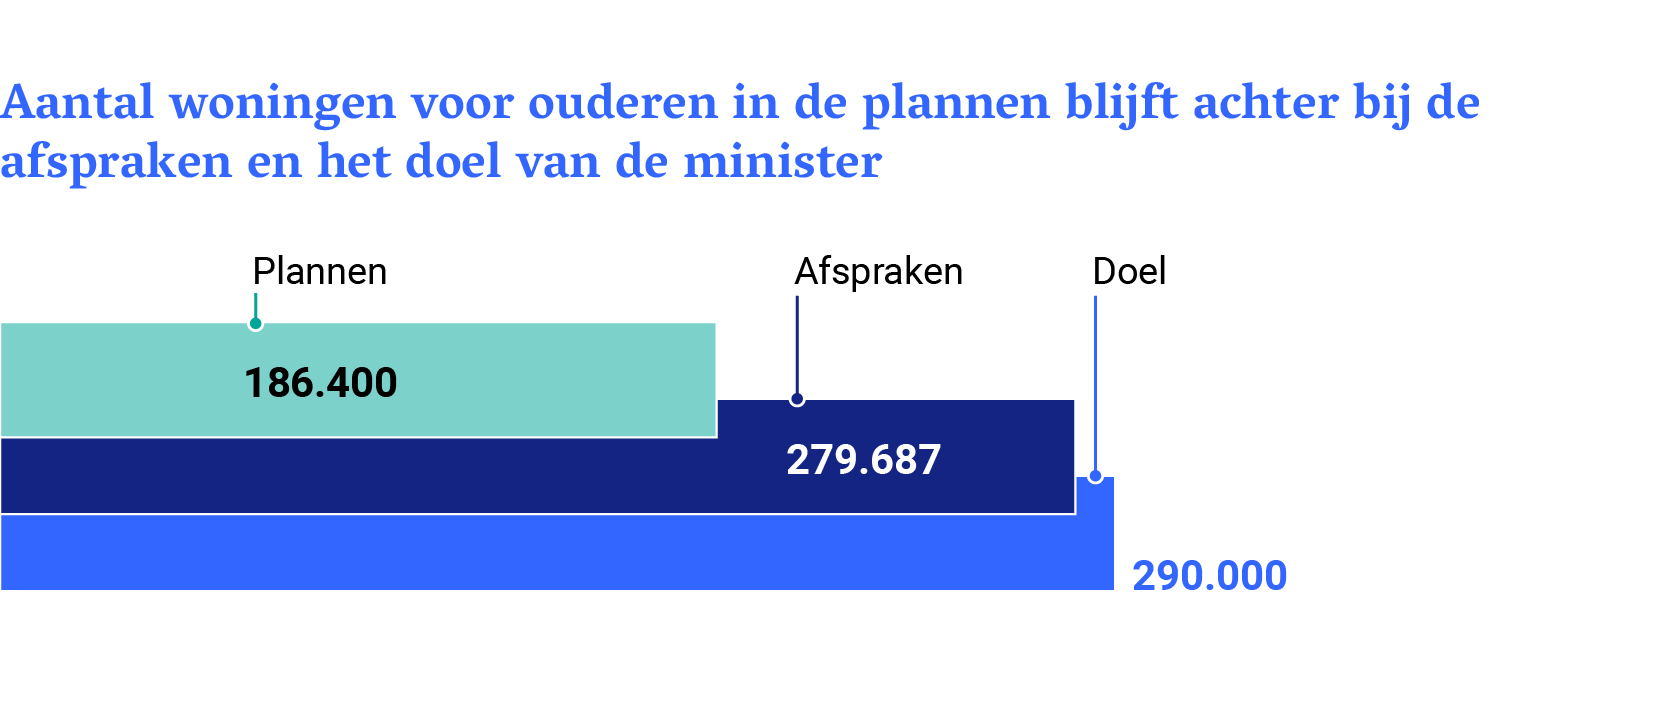 Aantal woningen voor ouderen in de plannen blijft achter bij de
afspraken en het doel van de minister
Plannen
Afspraken
Doel
186.400
279.687
290.000